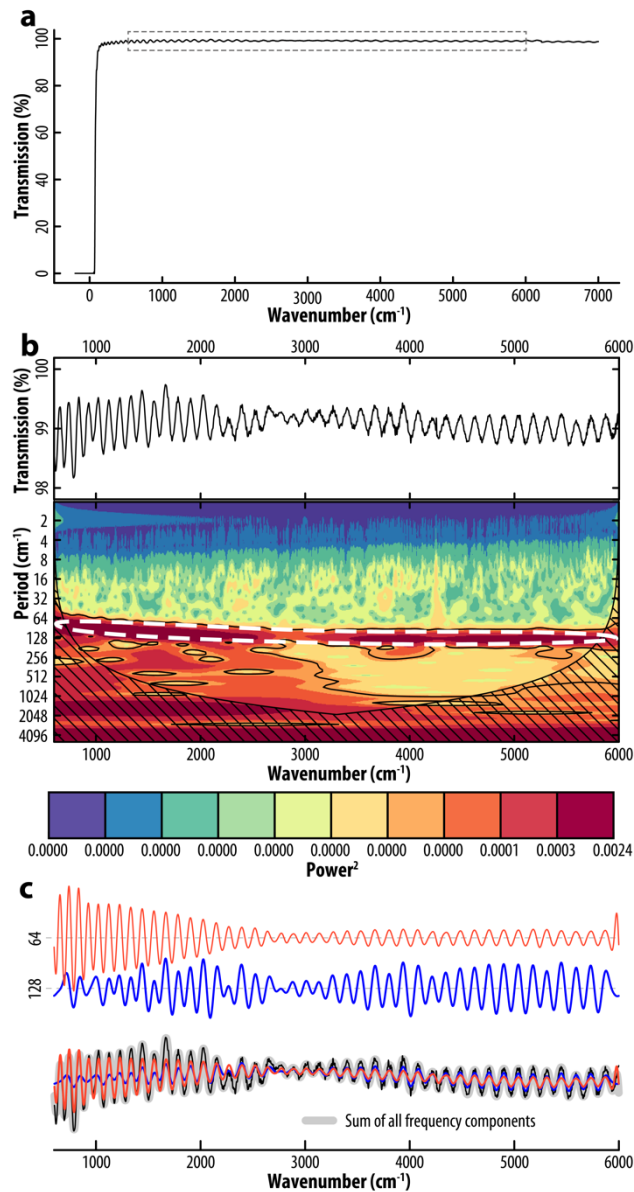 a
100
80
60
40
20
0
Transmission (%)
0 1000 2000 3000 4000 5000 6000 7000
Wavenumber (cm⁻¹)
b
1000 2000 3000 4000 5000 6000
100
99
98
Transmission (%)
2
4
8
16
32
64
128
256
512
1024
2048
4096
Period (cm⁻¹)
1000 2000 3000 4000 5000 6000
Wavenumber (cm⁻¹)
0.0000 0.0000 0.0000 0.0000 0.0000 0.0000 0.0000 0.0001 0.0003 0.0024
Power²
c
64
128
Sum of all frequency components
1000 2000 3000 4000 5000 6000
Wavenumber (cm⁻¹)